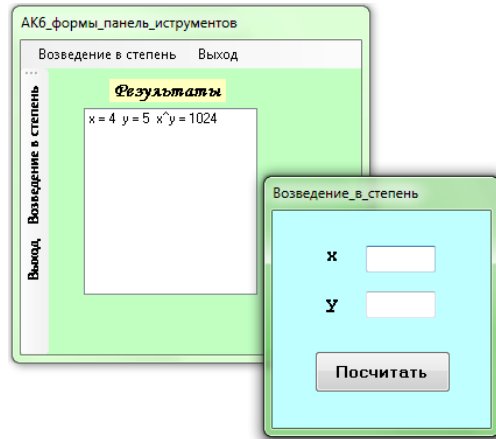 АК6_формы_панель_иструментов
Возведение в степень Выход
Результаты
x = 4 y = 5 x^y = 1024
Выход Возведение в степень
Возведение_в_степень
x
y
Посчитать